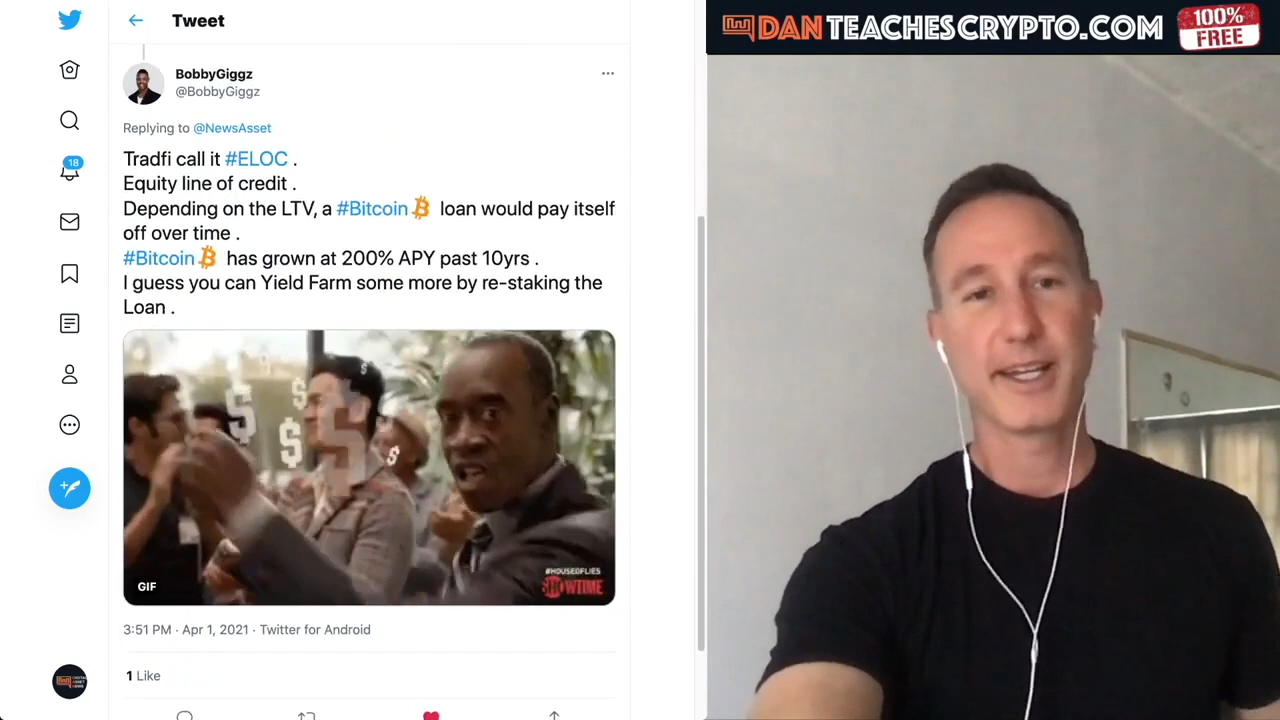 Tweet
BobbyGiggz
@BobbyGiggz
Replying to @NewsAsset
Tradfi call it #ELOC .
Equity line of credit .
Depending on the LTV, a #Bitcoin loan would pay itself
off over time .
#Bitcoin has grown at 200% APY past 10yrs .
I guess you can Yield Farm some more by re-staking the
Loan .
$ $ $ $ $
#HOUSEOFLIES
SHOWTIME
GIF
3:51 PM · Apr 1, 2021 · Twitter for Android
1 Like
18
DANTEACHESCRYPTO.COM
100%
FREE